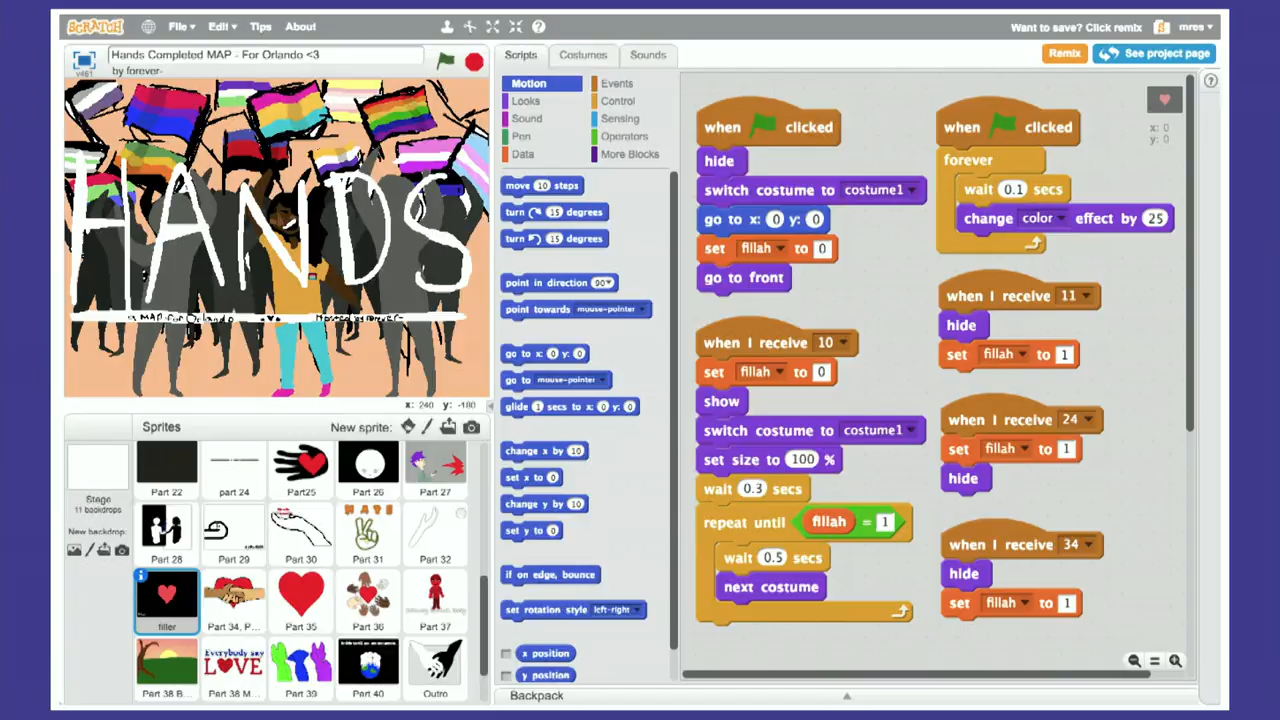 SCRATCH
File
Edit
Tips
About
Want to save? Click remix
mres
v461
Hands Completed MAP - For Orlando <3
by forever-
Scripts
Costumes
Sounds
Remix
See project page
HANDS
MAP for Orlando
Motion
Events
Looks
Control
Sound
Sensing
Pen
Operators
Data
More Blocks
move 10 steps
turn 15 degrees
turn 15 degrees
point in direction 90
point towards mouse-pointer
go to x: 0 y: 0
go to mouse-pointer
glide 1 secs to x: 0 y: 0
change x by 10
set x to 0
change y by 10
set y to 0
if on edge, bounce
set rotation style left-right
x position
y position
when clicked
hide
switch costume to costume1
go to x: 0 y: 0
set fillah to 0
go to front
when I receive 10
set fillah to 0
show
switch costume to costume1
set size to 100 %
wait 0.3 secs
repeat until fillah = 1
wait 0.5 secs
next costume
when clicked
forever
wait 0.1 secs
change color effect by 25
when I receive 11
hide
set fillah to 1
when I receive 24
set fillah to 1
hide
when I receive 34
hide
set fillah to 1
x: 0
y: 0
x: 240 y: -180
Sprites
New sprite:
Stage
11 backdrops
New backdrop:
Part 22
part 24
Part25
Part 26
Part 27
Part 28
Part 29
Part 30
HATE
Part 31
Part 32
filler
Part 34, P...
Part 35
Part 36
Part 37
Part 38 B...
Everybody say
LOVE
Part 38 M...
Part 39
Part 40
Outro
Backpack